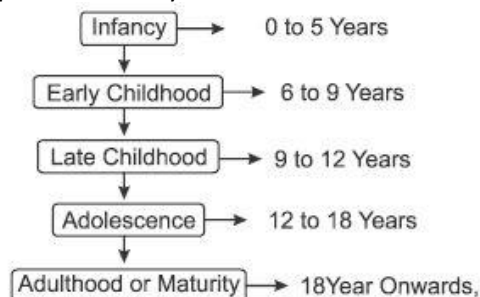 Infancy 0 to 5 Years
Early Childhood 6 to 9 Years
Late Childhood 9 to 12 Years
Adolescence 12 to 18 Years
Adulthood or Maturity 18Year Onwards,